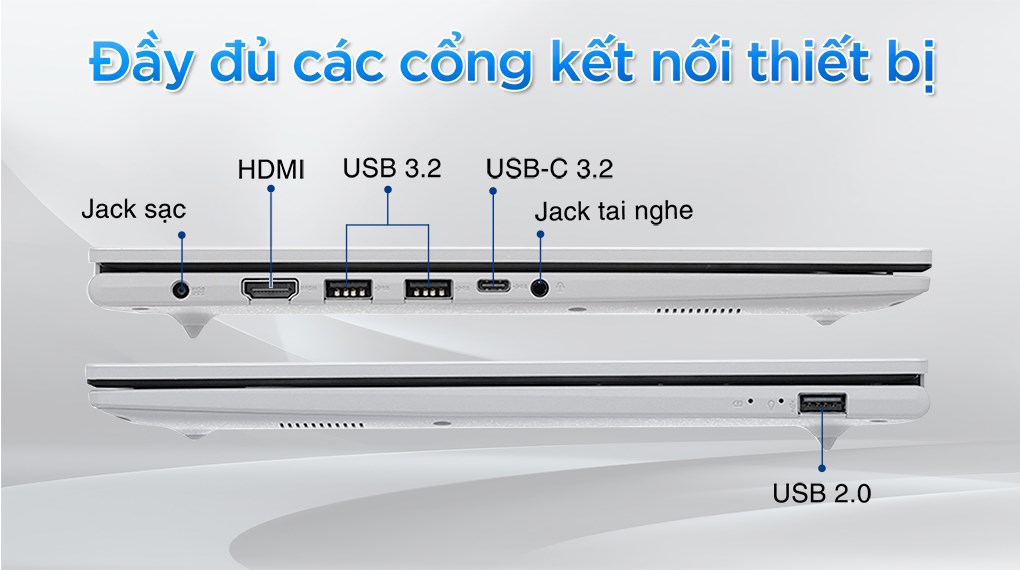 Đầy đủ các cổng kết nối thiết bị
HDMI
USB 3.2
USB-C 3.2
Jack sạc
Jack tai nghe
USB 2.0